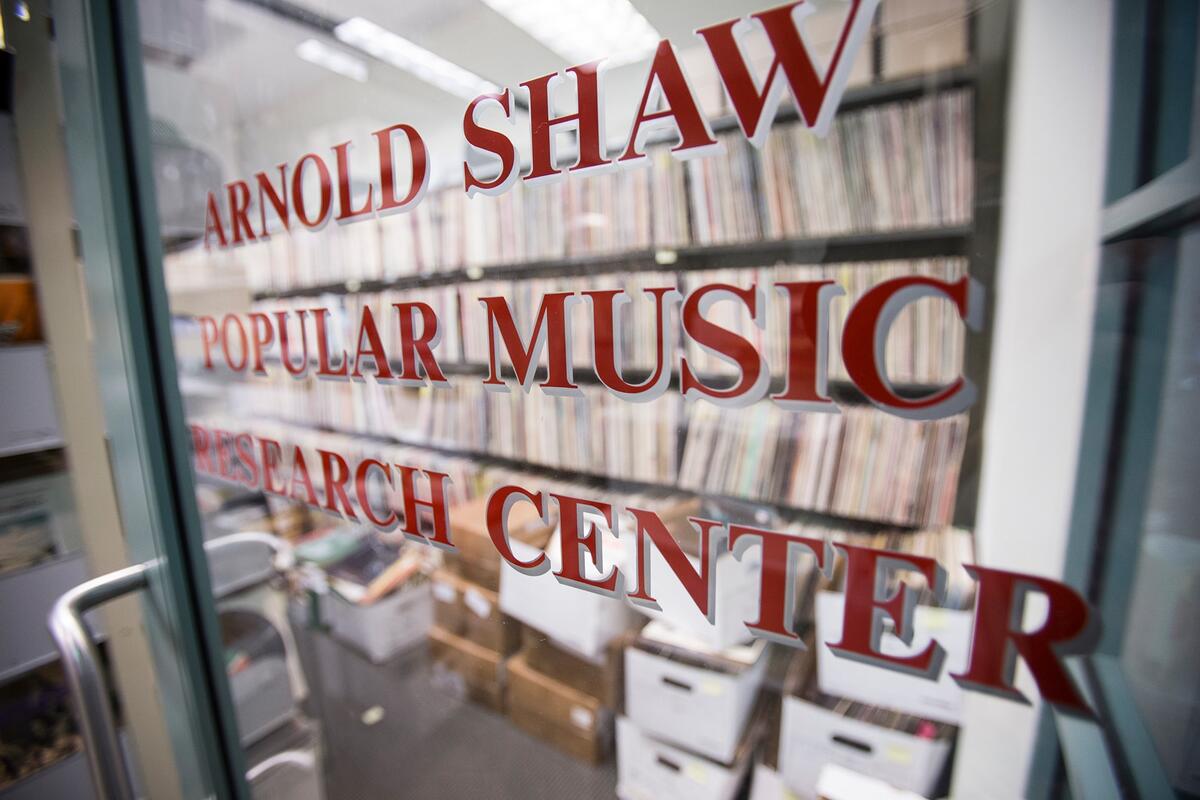 ARNOLD SHAW
POPULAR MUSIC
RESEARCH CENTER